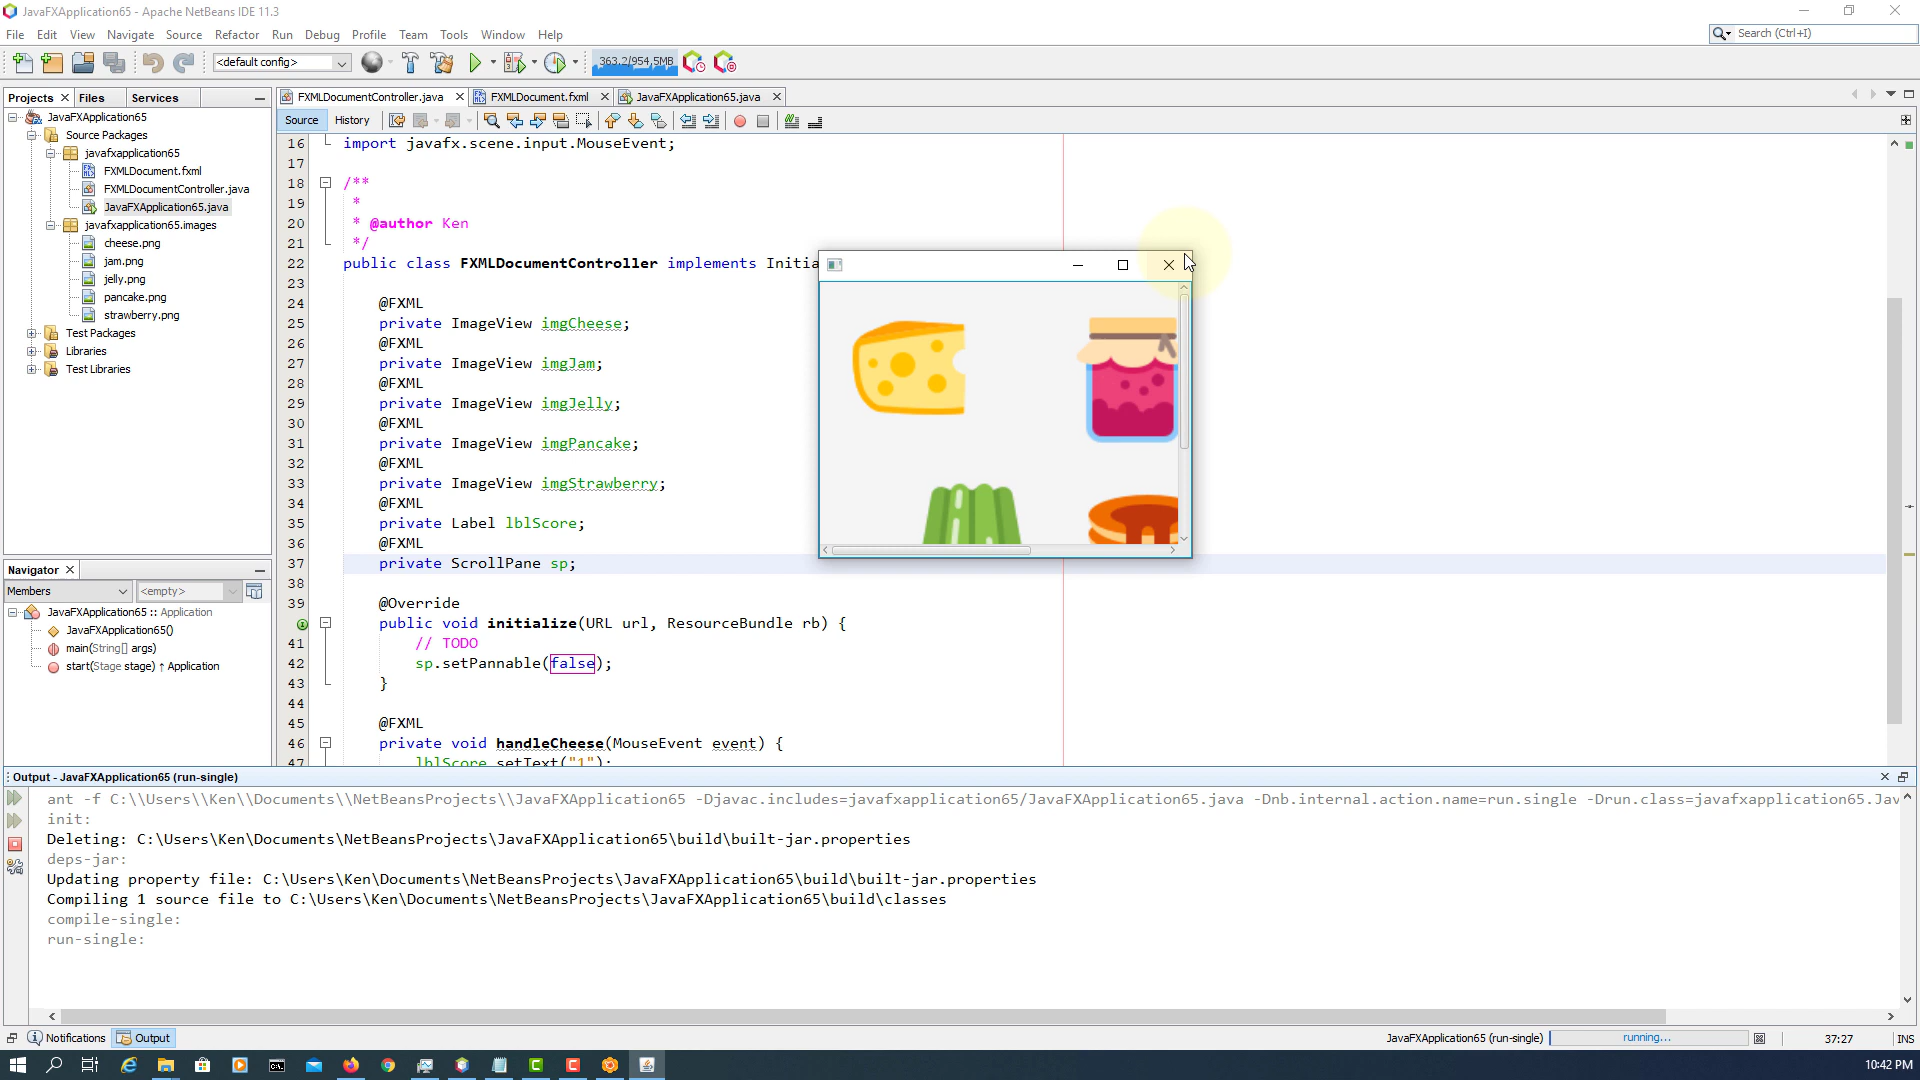 JavaFXApplication65 - Apache NetBeans IDE 11.3
File Edit View Navigate Source Refactor Run Debug Profile Team Tools Window Help
Search (Ctrl+I)
<default config>
363.2/954,5MB
Projects Files Services
FXMLDocumentController.java FXMLDocument.fxml JavaFXApplication65.java
Source History
JavaFXApplication65
Source Packages
javafxapplication65
FXMLDocument.fxml
FXMLDocumentController.java
JavaFXApplication65.java
javafxapplication65.images
cheese.png
jam.png
jelly.png
pancake.png
strawberry.png
Test Packages
Libraries
Test Libraries
Navigator
Members <empty>
JavaFXApplication65 :: Application
JavaFXApplication65()
main(String[] args)
start(Stage stage) ↑ Application
16 import javafx.scene.input.MouseEvent;
17
18 /**
19 *
20 * @author Ken
21 */
22 public class FXMLDocumentController implements Initia
23
24 @FXML
25 private ImageView imgCheese;
26 @FXML
27 private ImageView imgJam;
28 @FXML
29 private ImageView imgJelly;
30 @FXML
31 private ImageView imgPancake;
32 @FXML
33 private ImageView imgStrawberry;
34 @FXML
35 private Label lblScore;
36 @FXML
37 private ScrollPane sp;
38
39 @Override
public void initialize(URL url, ResourceBundle rb) {
41 // TODO
42 sp.setPannable(false);
43 }
44
45 @FXML
46 private void handleCheese(MouseEvent event) {
47 lblScore.setText("1");
Output - JavaFXApplication65 (run-single)
ant -f C:\\Users\\Ken\\Documents\\NetBeansProjects\\JavaFXApplication65 -Djavac.includes=javafxapplication65/JavaFXApplication65.java -Dnb.internal.action.name=run.single -Drun.class=javafxapplication65.Jav
init:
Deleting: C:\Users\Ken\Documents\NetBeansProjects\JavaFXApplication65\build\built-jar.properties
deps-jar:
Updating property file: C:\Users\Ken\Documents\NetBeansProjects\JavaFXApplication65\build\built-jar.properties
Compiling 1 source file to C:\Users\Ken\Documents\NetBeansProjects\JavaFXApplication65\build\classes
compile-single:
run-single:
Notifications Output
JavaFXApplication65 (run-single) running... 37:27 INS
10:42 PM